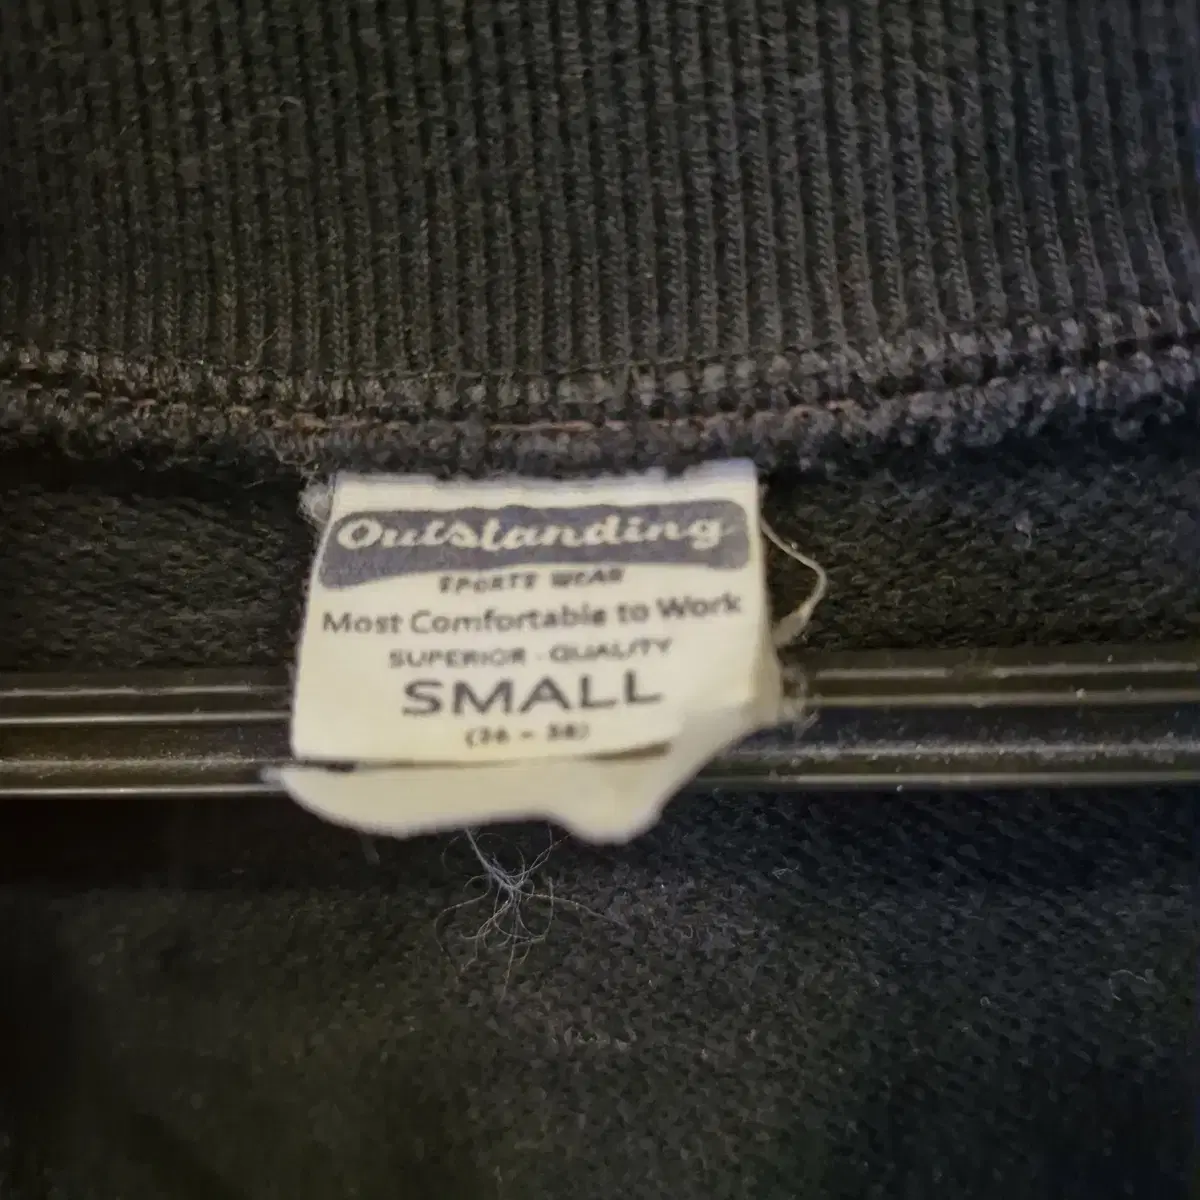 Outstanding
SPORTS WEAR
Most Comfortable to Work
SUPERIOR - QUALITY
SMALL
(36 - 38)